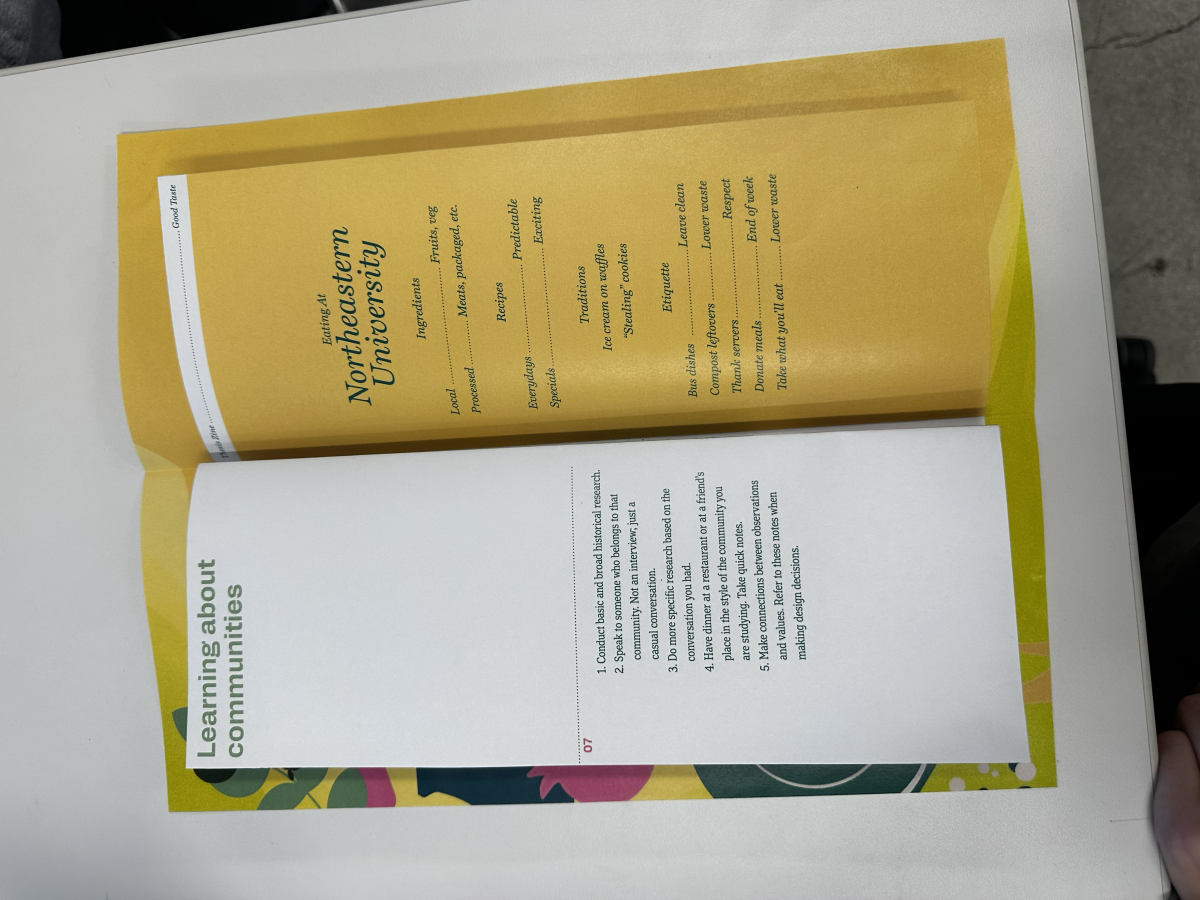 Learning about
communities
07
1. Conduct basic and broad historical research.
2. Speak to someone who belongs to that
community. Not an interview; just a
casual conversation.
3. Do more specific research based on the
conversation you had.
4. Have dinner at a restaurant or at a friend's
place in the style of the community you
are studying. Take quick notes.
5. Make connections between observations
and values. Refer to these notes when
making design decisions.
Thesis Zine ........ Good Taste
Eating At
Northeastern
University
Ingredients
Local ........ Fruits, veg
Processed ........ Meats, packaged, etc.
Recipes
Everydays ........ Predictable
Specials ........ Exciting
Traditions
Ice cream on waffles
"Stealing" cookies
Etiquette
Bus dishes ........ Leave clean
Compost leftovers ........ Lower waste
Thank servers ........ Respect
Donate meals ........ End of week
Take what you'll eat ........ Lower waste